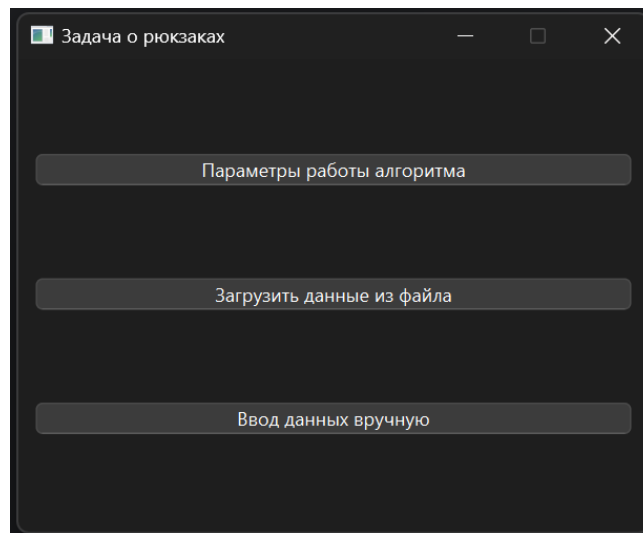 Задача о рюкзаках
Параметры работы алгоритма
Загрузить данные из файла
Ввод данных вручную